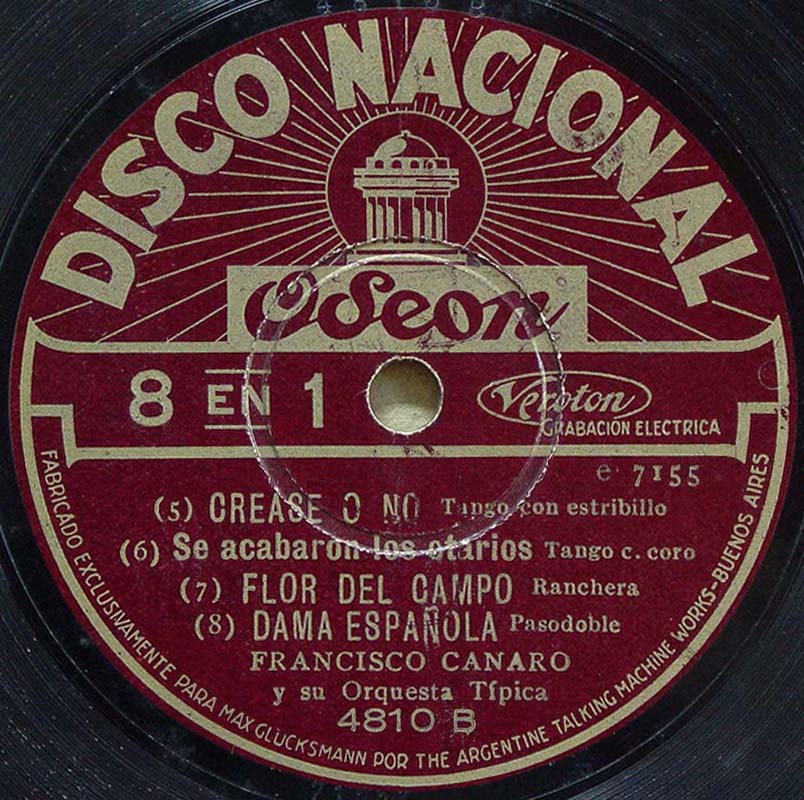 DISCO NACIONAL
Odeon
8 EN 1
Veroton
GRABACIÓN ELECTRICA
e 7155
(5) CREASE O NO Tango con estribillo
(6) Se acabaron los otarios Tango c. coro
(7) FLOR DEL CAMPO Ranchera
(8) DAMA ESPAÑOLA Pasodoble
FRANCISCO CANARO
y su Orquesta Típica
4810 B
FABRICADO EXCLUSIVAMENTE PARA MAX GLÜCKSMANN POR THE ARGENTINE TALKING MACHINE WORKS-BUENOS AIRES